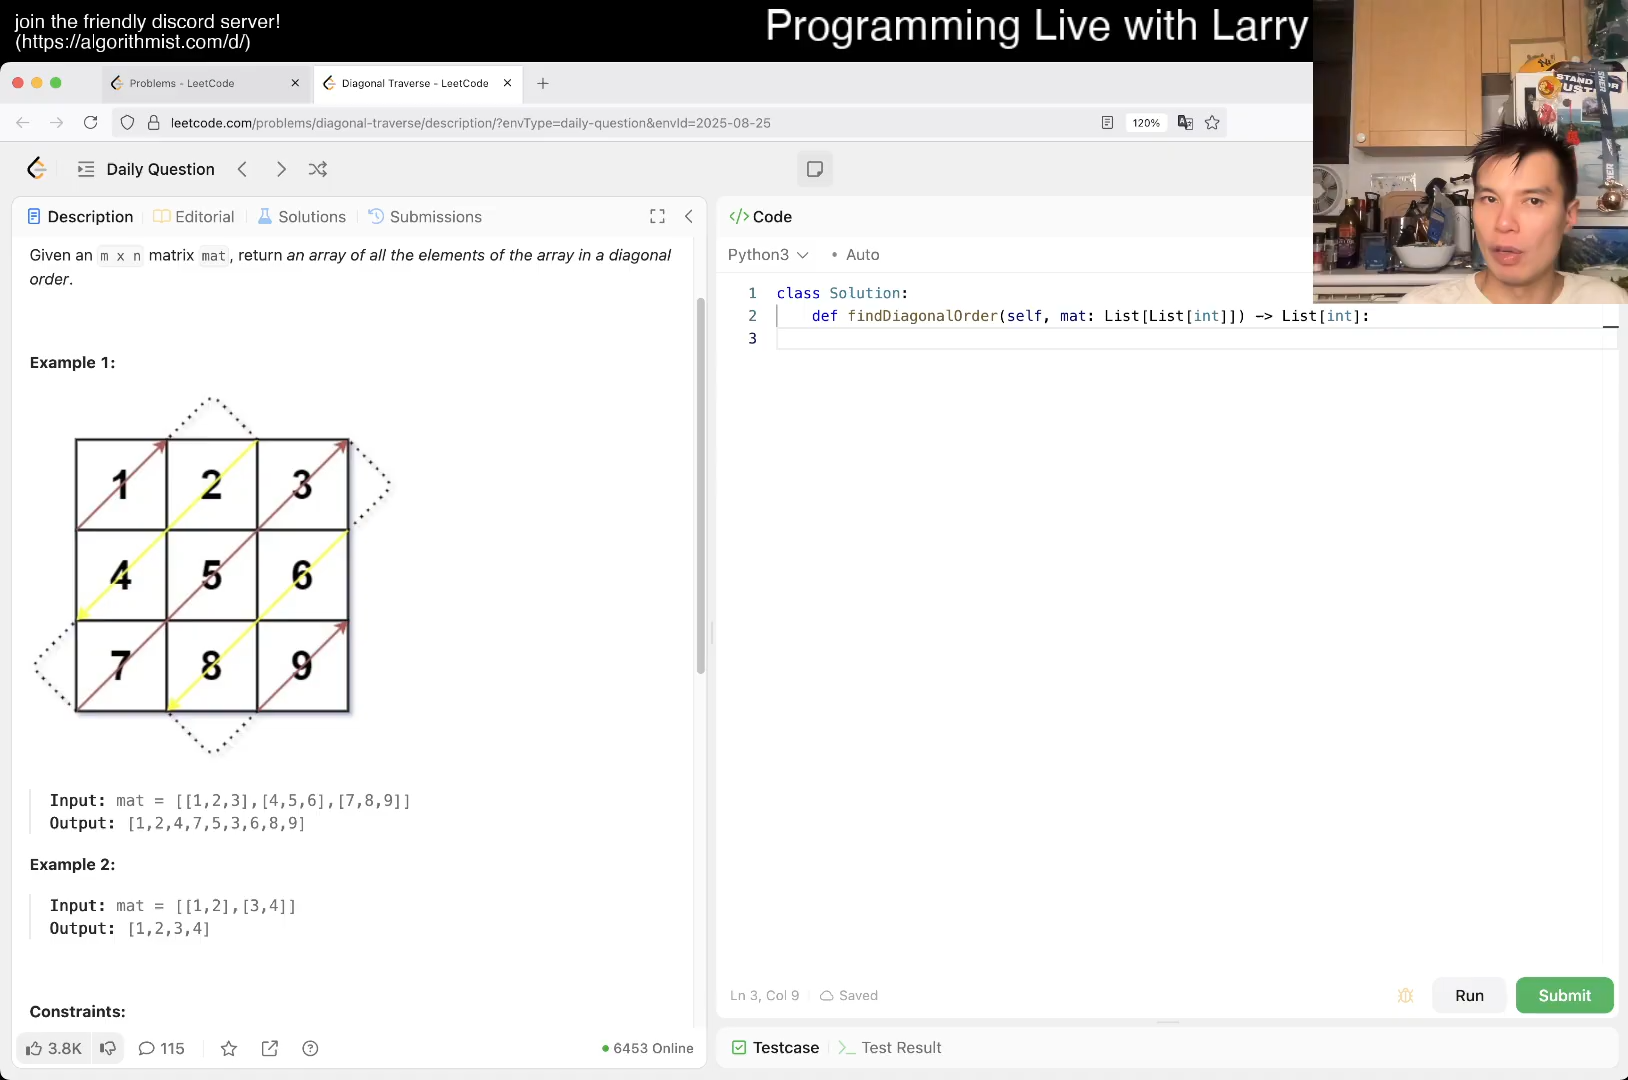 join the friendly discord server!
(https://algorithmist.com/d/)
Programming Live with Larry
Problems - LeetCode
Diagonal Traverse - LeetCode
leetcode.com/problems/diagonal-traverse/description/?envType=daily-question&envId=2025-08-25
120%
Daily Question
Description
Editorial
Solutions
Submissions
Given an m x n matrix mat, return an array of all the elements of the array in a diagonal
order.
Example 1:
1 2 3
4 5 6
7 8 9
Input: mat = [[1,2,3],[4,5,6],[7,8,9]]
Output: [1,2,4,7,5,3,6,8,9]
Example 2:
Input: mat = [[1,2],[3,4]]
Output: [1,2,3,4]
Constraints:
3.8K
115
6453 Online
</> Code
Python3
• Auto
1 class Solution:
2 def findDiagonalOrder(self, mat: List[List[int]]) -> List[int]:
3
Ln 3, Col 9
Saved
Run
Submit
Testcase
>_ Test Result
STAND